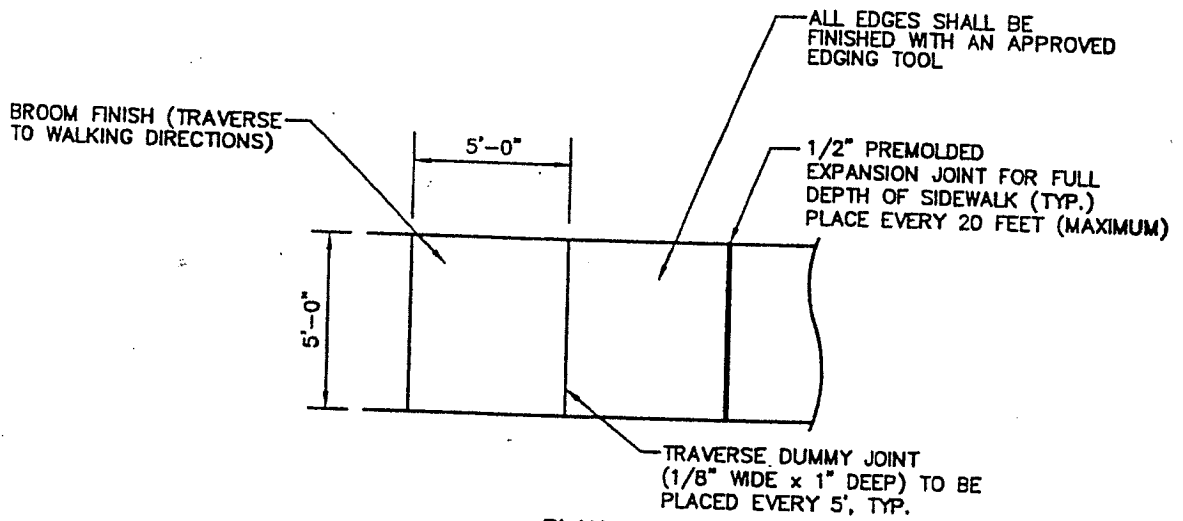 ALL EDGES SHALL BE
FINISHED WITH AN APPROVED
EDGING TOOL
BROOM FINISH (TRAVERSE
TO WALKING DIRECTIONS)
5'-0"
1/2" PREMOLDED
EXPANSION JOINT FOR FULL
DEPTH OF SIDEWALK (TYP.)
PLACE EVERY 20 FEET (MAXIMUM)
5'-0"
TRAVERSE DUMMY JOINT
(1/8" WIDE x 1" DEEP) TO BE
PLACED EVERY 5', TYP.